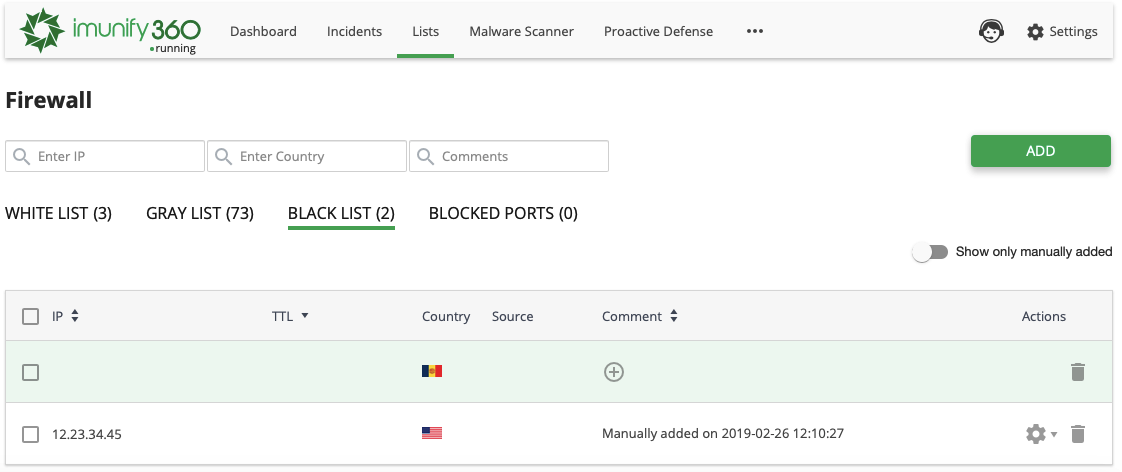 imunify360
running
Dashboard Incidents Lists Malware Scanner Proactive Defense ••• Settings
Firewall
Enter IP Enter Country Comments ADD
WHITE LIST (3) GRAY LIST (73) BLACK LIST (2) BLOCKED PORTS (0)
Show only manually added
IP TTL Country Source Comment Actions
12.23.34.45 Manually added on 2019-02-26 12:10:27